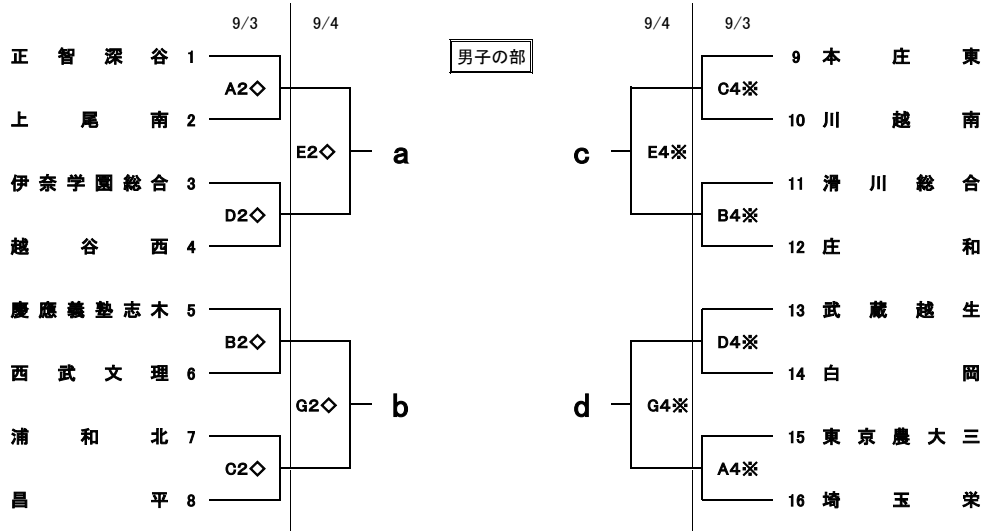 9/3 9/4 9/4 9/3
男子の部
正智深谷 1 9 本庄東
A2◇ C4※
上尾南 2 10 川越南
E2◇ a c E4※
伊奈学園総合 3 11 滑川総合
D2◇ B4※
越谷西 4 12 庄和
慶應義塾志木 5 13 武蔵越生
B2◇ D4※
西武文理 6 14 白岡
G2◇ b d G4※
浦和北 7 15 東京農大三
C2◇ A4※
昌平 8 16 埼玉栄